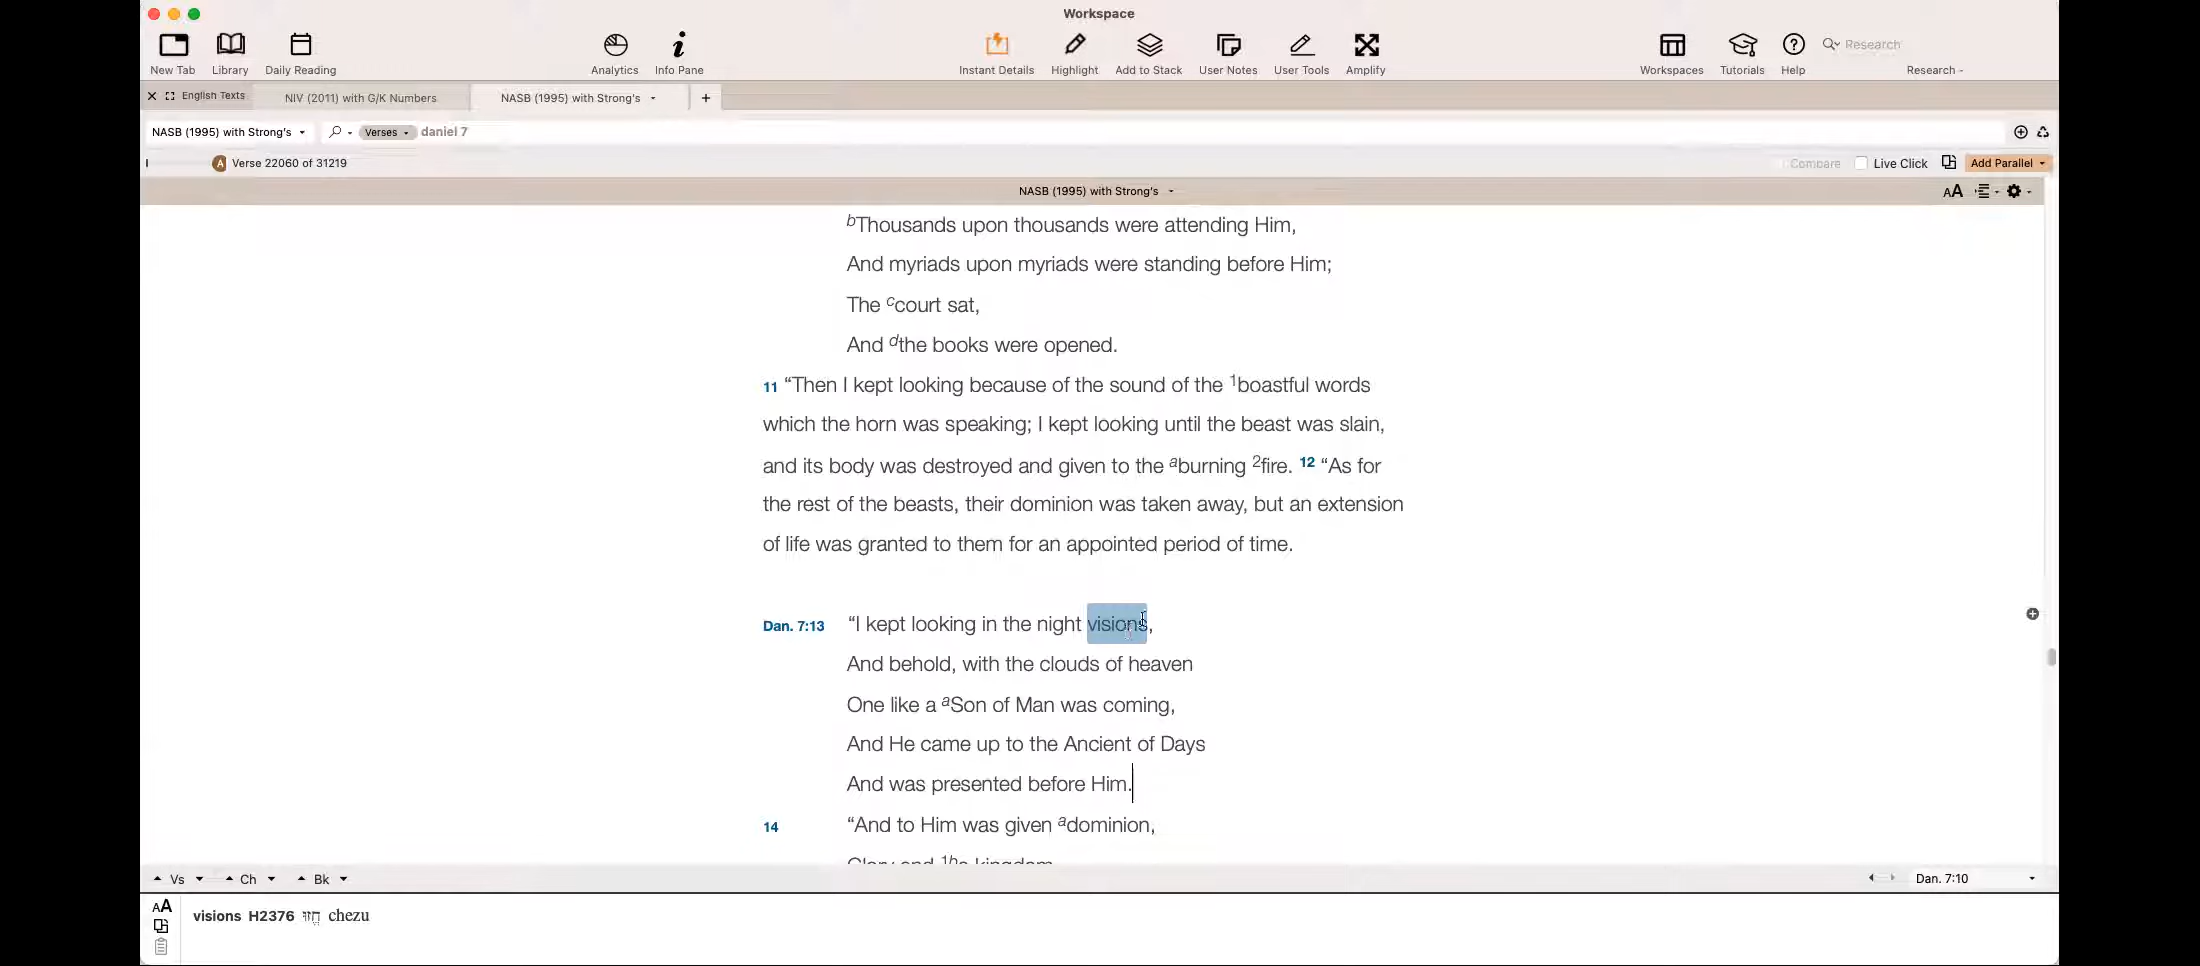 Workspace
New Tab Library Daily Reading Analytics Info Pane Instant Details Highlight Add to Stack User Notes User Tools Amplify Workspaces Tutorials Help Research
Research
English Texts NIV (2011) with G/K Numbers NASB (1995) with Strong's +
NASB (1995) with Strong's Verses daniel 7
A Verse 22060 of 31219 Compare Live Click Add Parallel
NASB (1995) with Strong's AA
bThousands upon thousands were attending Him,
And myriads upon myriads were standing before Him;
The ccourt sat,
And dthe books were opened.
11 “Then I kept looking because of the sound of the 1boastful words
which the horn was speaking; I kept looking until the beast was slain,
and its body was destroyed and given to the aburning 2fire. 12 “As for
the rest of the beasts, their dominion was taken away, but an extension
of life was granted to them for an appointed period of time.
Dan. 7:13 “I kept looking in the night visions,
And behold, with the clouds of heaven
One like a aSon of Man was coming,
And He came up to the Ancient of Days
And was presented before Him.
14 “And to Him was given adominion,
Vs Ch Bk Dan. 7:10
AA visions H2376 חֱזוּ chezu